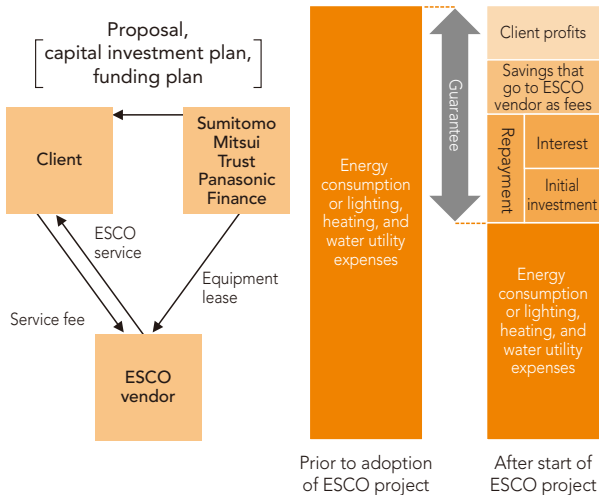 Proposal,
capital investment plan,
funding plan
Client
Sumitomo
Mitsui
Trust
Panasonic
Finance
ESCO
service
Equipment
lease
Service fee
ESCO
vendor
Energy
consumption
or lighting,
heating, and
water utility
expenses
Prior to adoption
of ESCO project
Guarantee
Client profits
Savings that
go to ESCO
vendor as fees
Repayment
Interest
Initial
investment
Energy
consumption
or lighting,
heating, and
water utility
expenses
After start of
ESCO project